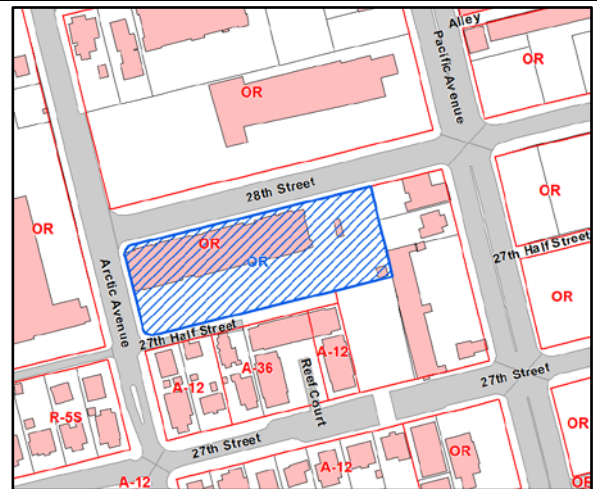 Alley
Pacific Avenue
OR
OR
28th Street
OR
OR
OR
OR
27th Half Street
Arctic Avenue
27th Half Street
OR
A-12
A-36
A-12
Reef Court
27th Street
R-5S
27th Street
OR
A-12
OR
A-12
OR